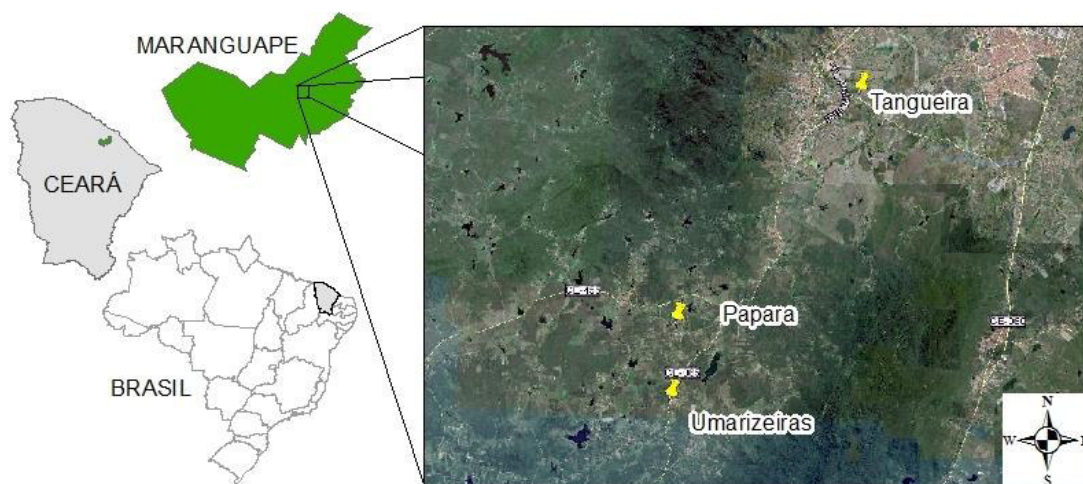 MARANGUAPE
CEARÁ
BRASIL
Tangueira
Papara
Umarizeiras
N
W
S